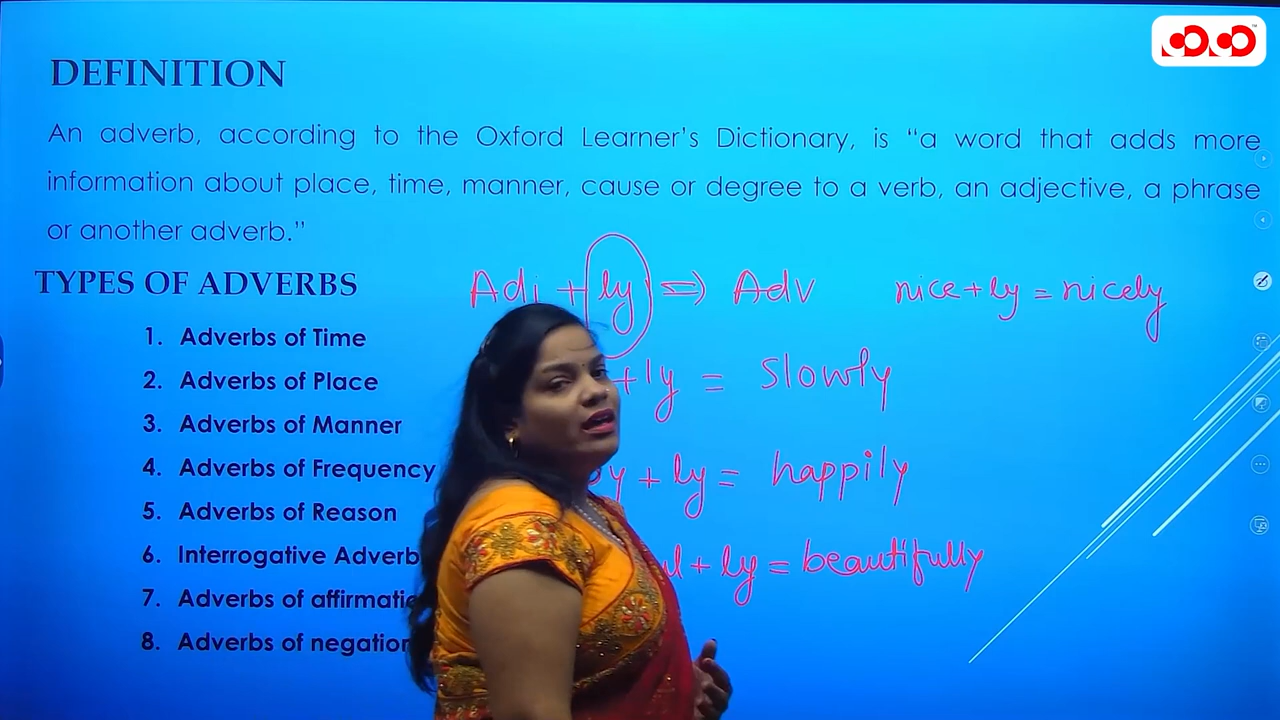 DEFINITION
An adverb, according to the Oxford Learner's Dictionary, is “a word that adds more
information about place, time, manner, cause or degree to a verb, an adjective, a phrase
or another adverb.”
TYPES OF ADVERBS
Adj + ly => Adv
nice + ly = nicely
1. Adverbs of Time
2. Adverbs of Place
+ ly = slowly
3. Adverbs of Manner
4. Adverbs of Frequency
y + ly = happily
5. Adverbs of Reason
6. Interrogative Adverb
ul + ly = beautifully
7. Adverbs of affirmatio
8. Adverbs of negation